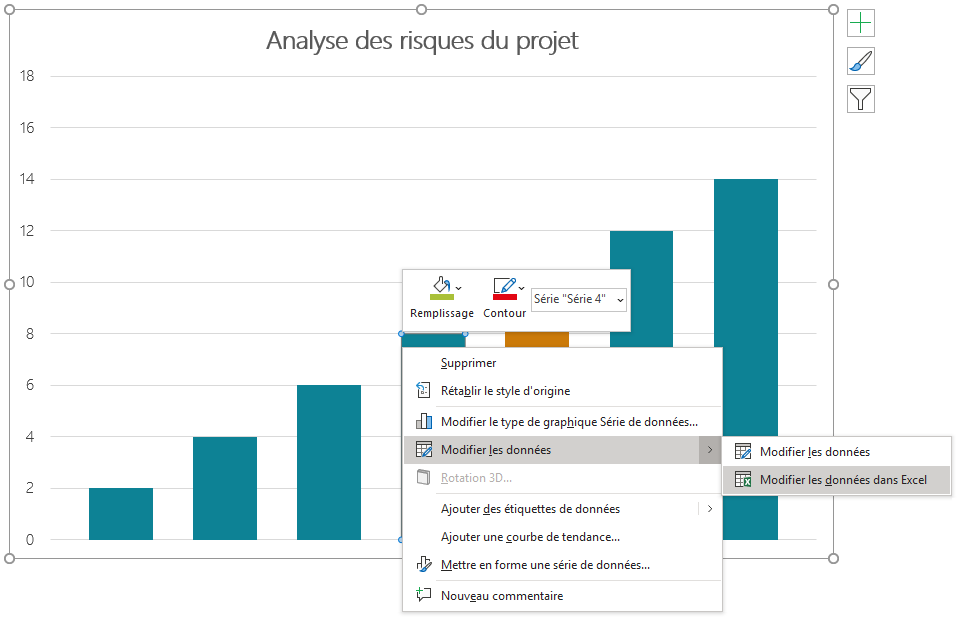 Analyse des risques du projet
18
16
14
12
10
8
6
4
2
0
Remplissage
Contour
Série "Série 4"
Supprimer
Rétablir le style d'origine
Modifier le type de graphique Série de données...
Modifier les données
Rotation 3D...
Ajouter des étiquettes de données
Ajouter une courbe de tendance...
Mettre en forme une série de données...
Nouveau commentaire
Modifier les données
Modifier les données dans Excel